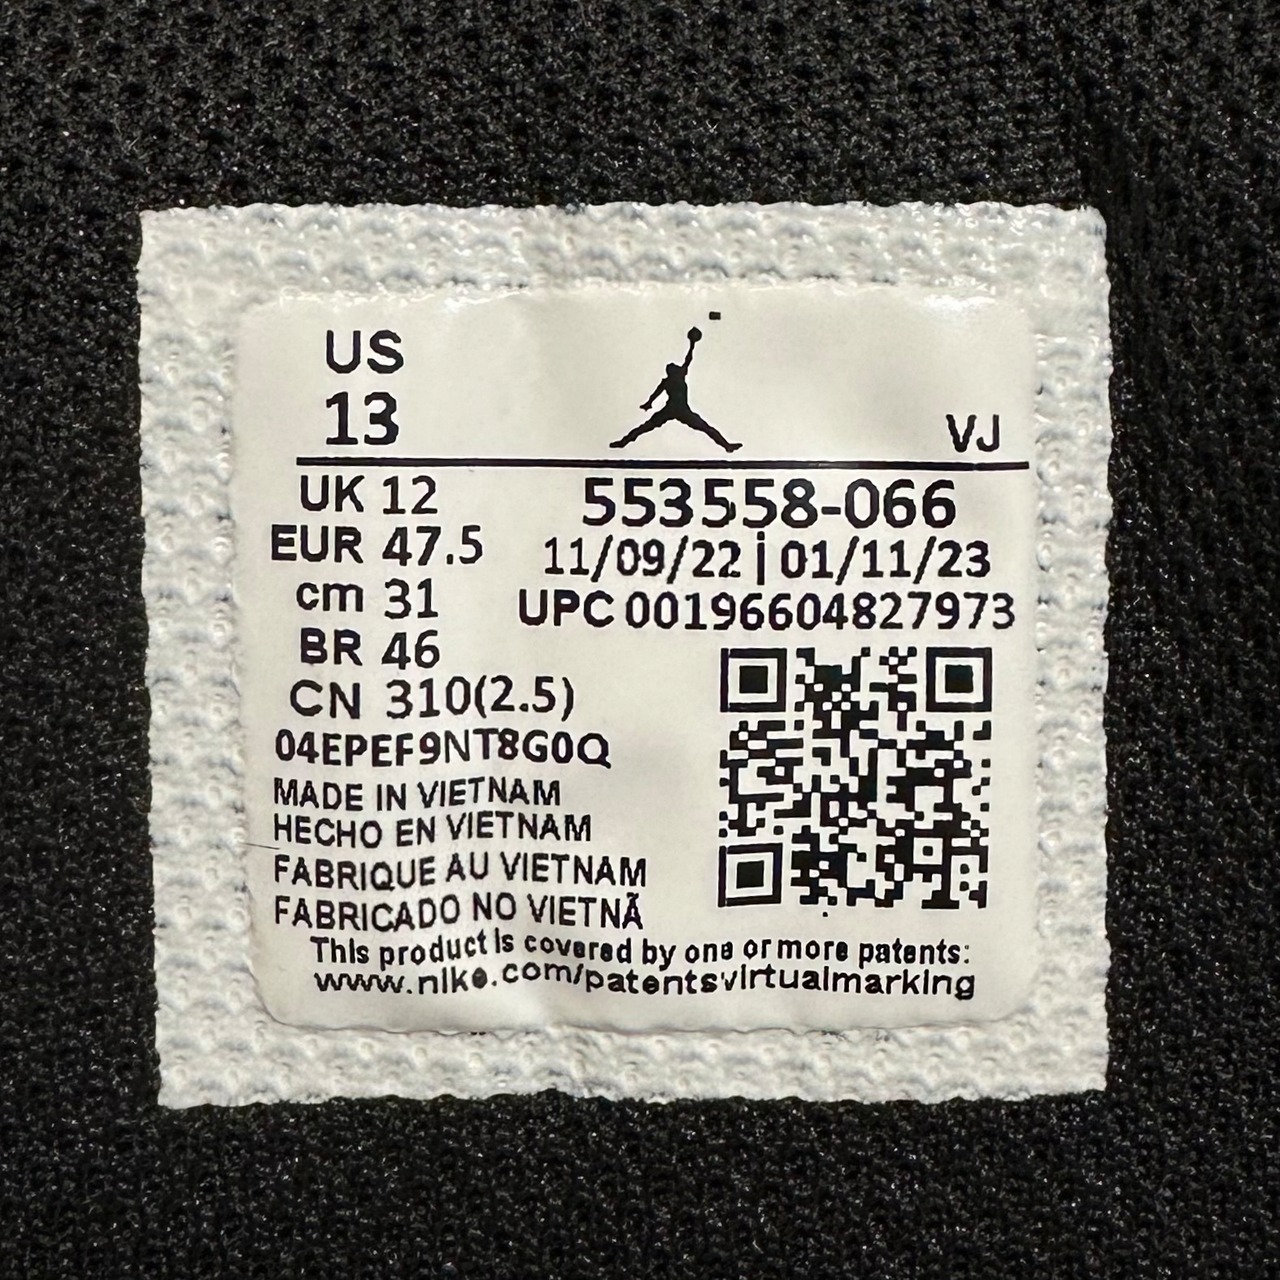 US
13
VJ
UK 12
EUR 47.5
cm 31
BR 46
CN 310(2.5)
553558-066
11/09/22 | 01/11/23
UPC 00196604827973
04EPEF9NT8G0Q
MADE IN VIETNAM
HECHO EN VIETNAM
FABRIQUE AU VIETNAM
FABRICADO NO VIETNÃ
This product is covered by one or more patents:
www.nike.com/patentsvirtualmarking